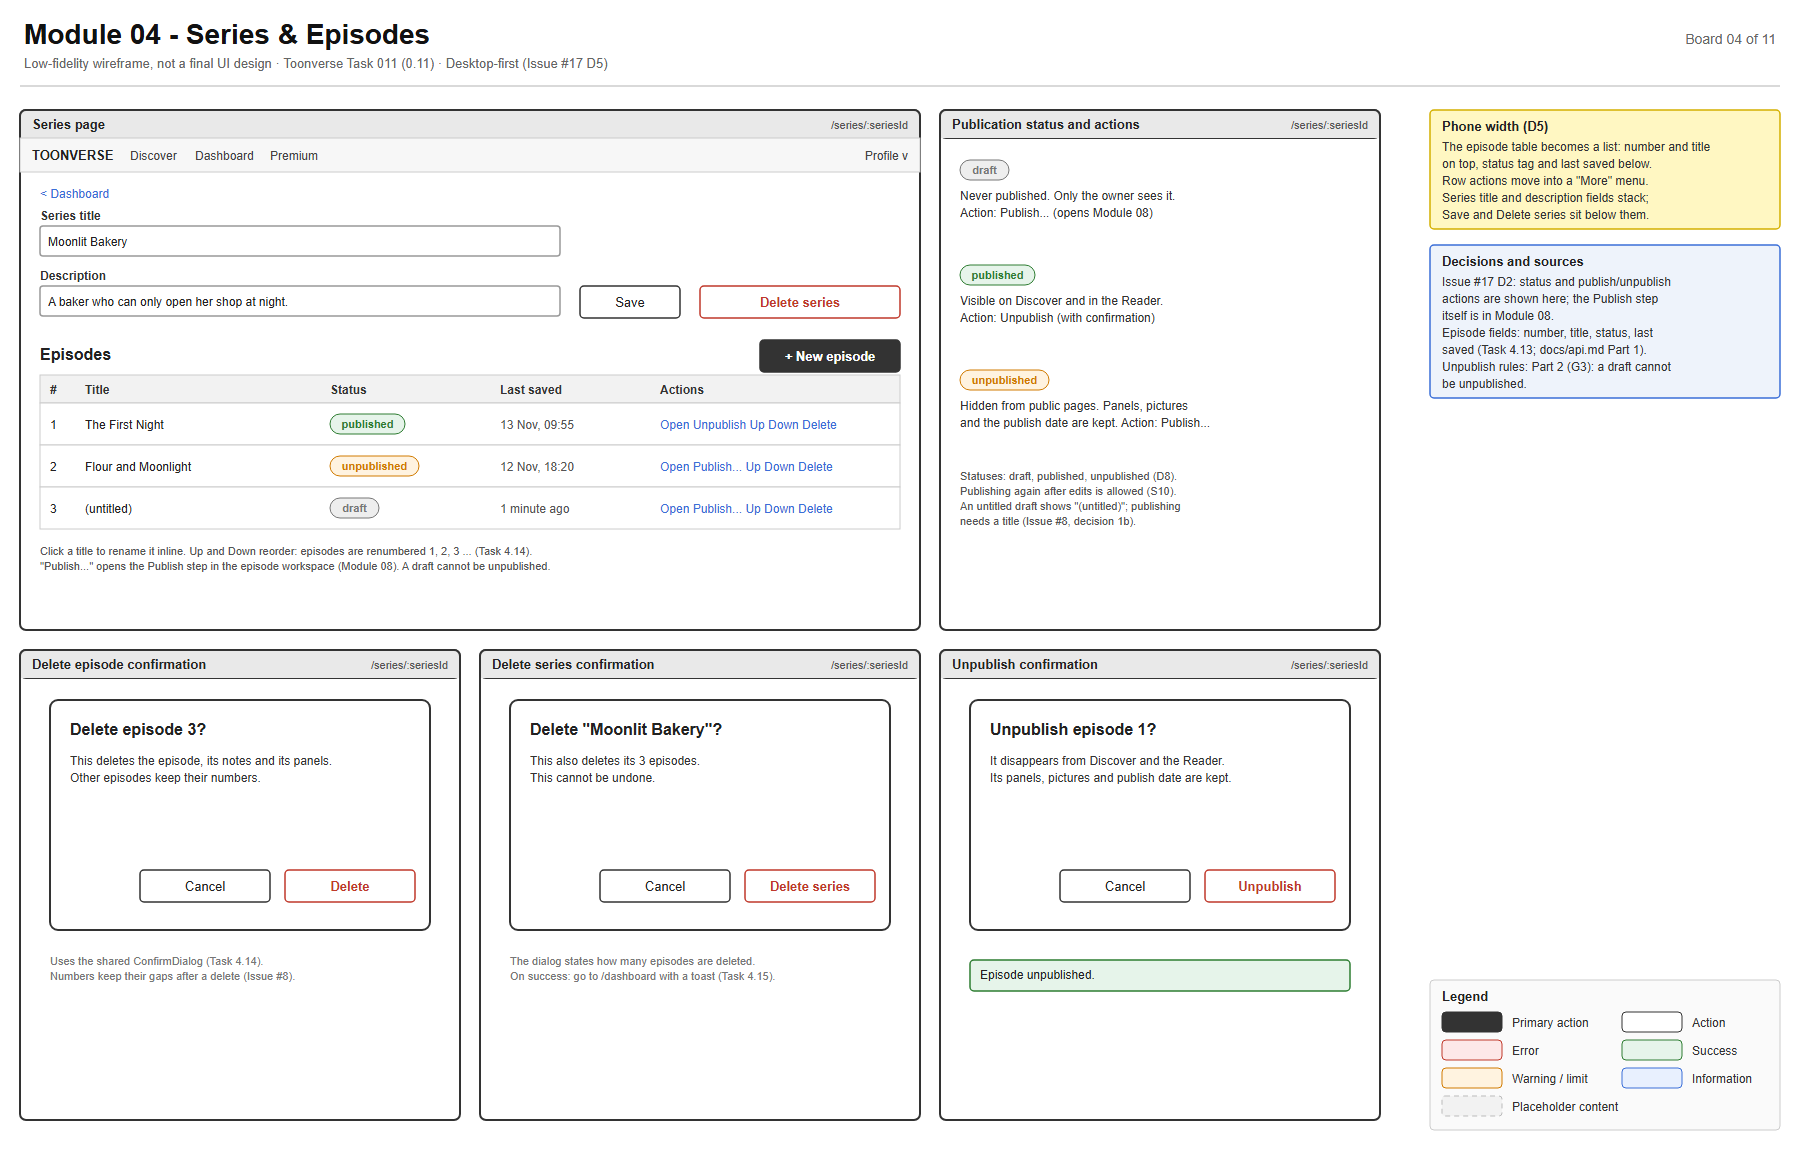 Module 04 - Series & Episodes
Low-fidelity wireframe, not a final UI design · Toonverse Task 011 (0.11) · Desktop-first (Issue #17 D5)
Board 04 of 11
Series page
/series/:seriesId
TOONVERSE Discover Dashboard Premium Profile v
< Dashboard
Series title
Moonlit Bakery
Description
A baker who can only open her shop at night.
Save
Delete series
Episodes
+ New episode
# Title Status Last saved Actions
1 The First Night published 13 Nov, 09:55 Open Unpublish Up Down Delete
2 Flour and Moonlight unpublished 12 Nov, 18:20 Open Publish... Up Down Delete
3 (untitled) draft 1 minute ago Open Publish... Up Down Delete
Click a title to rename it inline. Up and Down reorder: episodes are renumbered 1, 2, 3 ... (Task 4.14).
"Publish..." opens the Publish step in the episode workspace (Module 08). A draft cannot be unpublished.
Publication status and actions
/series/:seriesId
draft
Never published. Only the owner sees it.
Action: Publish... (opens Module 08)
published
Visible on Discover and in the Reader.
Action: Unpublish (with confirmation)
unpublished
Hidden from public pages. Panels, pictures
and the publish date are kept. Action: Publish...
Statuses: draft, published, unpublished (D8).
Publishing again after edits is allowed (S10).
An untitled draft shows "(untitled)"; publishing
needs a title (Issue #8, decision 1b).
Phone width (D5)
The episode table becomes a list: number and title
on top, status tag and last saved below.
Row actions move into a "More" menu.
Series title and description fields stack;
Save and Delete series sit below them.
Decisions and sources
Issue #17 D2: status and publish/unpublish
actions are shown here; the Publish step
itself is in Module 08.
Episode fields: number, title, status, last
saved (Task 4.13; docs/api.md Part 1).
Unpublish rules: Part 2 (G3): a draft cannot
be unpublished.
Delete episode confirmation
/series/:seriesId
Delete episode 3?
This deletes the episode, its notes and its panels.
Other episodes keep their numbers.
Cancel
Delete
Uses the shared ConfirmDialog (Task 4.14).
Numbers keep their gaps after a delete (Issue #8).
Delete series confirmation
/series/:seriesId
Delete "Moonlit Bakery"?
This also deletes its 3 episodes.
This cannot be undone.
Cancel
Delete series
The dialog states how many episodes are deleted.
On success: go to /dashboard with a toast (Task 4.15).
Unpublish confirmation
/series/:seriesId
Unpublish episode 1?
It disappears from Discover and the Reader.
Its panels, pictures and publish date are kept.
Cancel
Unpublish
Episode unpublished.
Legend
Primary action
Action
Error
Success
Warning / limit
Information
Placeholder content